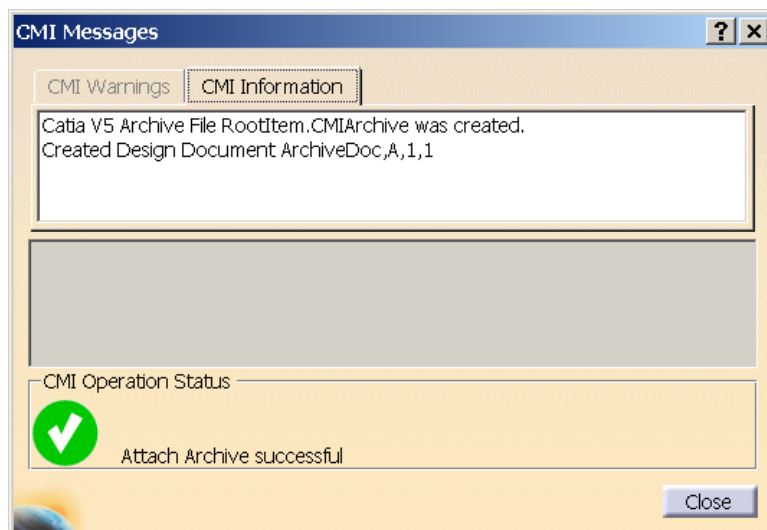 CMI Messages
CMI Warnings
CMI Information
Catia V5 Archive File RootItem.CMIArchive was created.
Created Design Document ArchiveDoc,A,1,1
CMI Operation Status
Attach Archive successful
Close